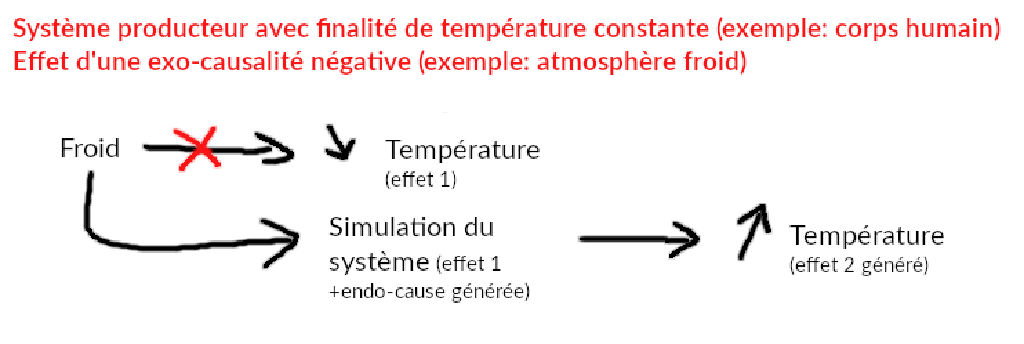 Système producteur avec finalité de température constante (exemple: corps humain)
Effet d'une exo-causalité négative (exemple: atmosphère froid)
Froid
Température
(effet 1)
Simulation du
système (effet 1
+endo-cause générée)
Température
(effet 2 généré)